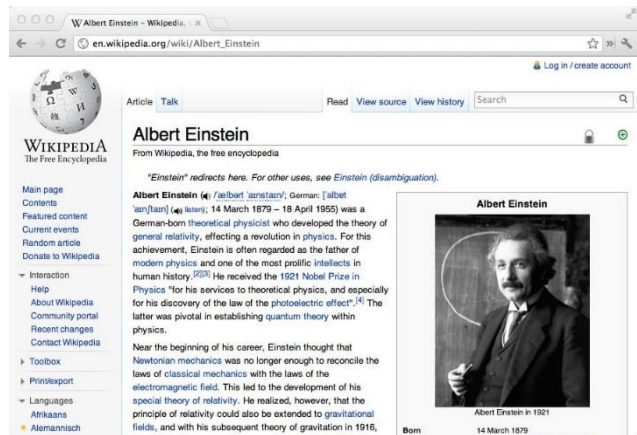 W Albert Einstein – Wikipedia, t
en.wikipedia.org/wiki/Albert_Einstein
Log in / create account
Article Talk Read View source View history Search
WIKIPEDIA
The Free Encyclopedia
Main page
Contents
Featured content
Current events
Random article
Donate to Wikipedia
Interaction
Help
About Wikipedia
Community portal
Recent changes
Contact Wikipedia
Toolbox
Print/export
Languages
Afrikaans
Alemannisch
Albert Einstein
From Wikipedia, the free encyclopedia
"Einstein" redirects here. For other uses, see Einstein (disambiguation).
Albert Einstein ( /ˈælbərt ˈaɪnstaɪn/; German: [ˈalbɐt
ˈaɪnʃtaɪn] ( listen); 14 March 1879 – 18 April 1955) was a
German-born theoretical physicist who developed the theory of
general relativity, effecting a revolution in physics. For this
achievement, Einstein is often regarded as the father of
modern physics and one of the most prolific intellects in
human history.[2][3] He received the 1921 Nobel Prize in
Physics "for his services to theoretical physics, and especially
for his discovery of the law of the photoelectric effect".[4] The
latter was pivotal in establishing quantum theory within
physics.
Near the beginning of his career, Einstein thought that
Newtonian mechanics was no longer enough to reconcile the
laws of classical mechanics with the laws of the
electromagnetic field. This led to the development of his
special theory of relativity. He realized, however, that the
principle of relativity could also be extended to gravitational
fields, and with his subsequent theory of gravitation in 1916,
Albert Einstein
Albert Einstein in 1921
Born 14 March 1879